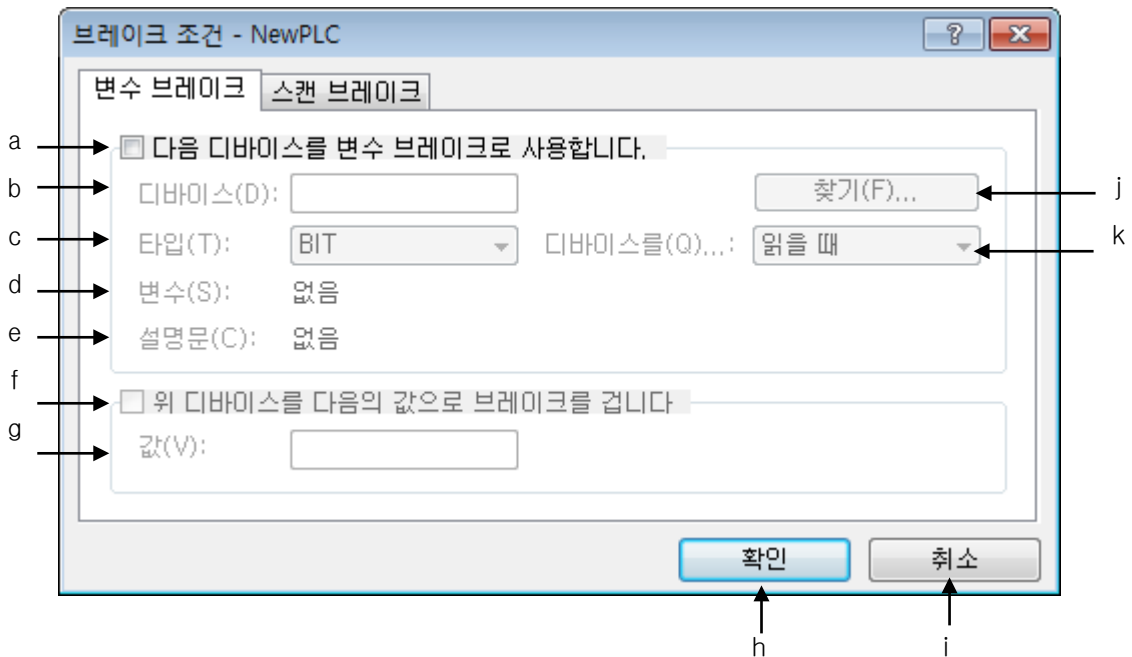 브레이크 조건 - NewPLC
변수 브레이크 스캔 브레이크
a 다음 디바이스를 변수 브레이크로 사용합니다.
b 디바이스(D): 찾기(F)... j
c 타입(T): BIT 디바이스를(Q)...: 읽을 때 k
d 변수(S): 없음
e 설명문(C): 없음
f 위 디바이스를 다음의 값으로 브레이크를 겁니다
g 값(V):
확인 취소
h i